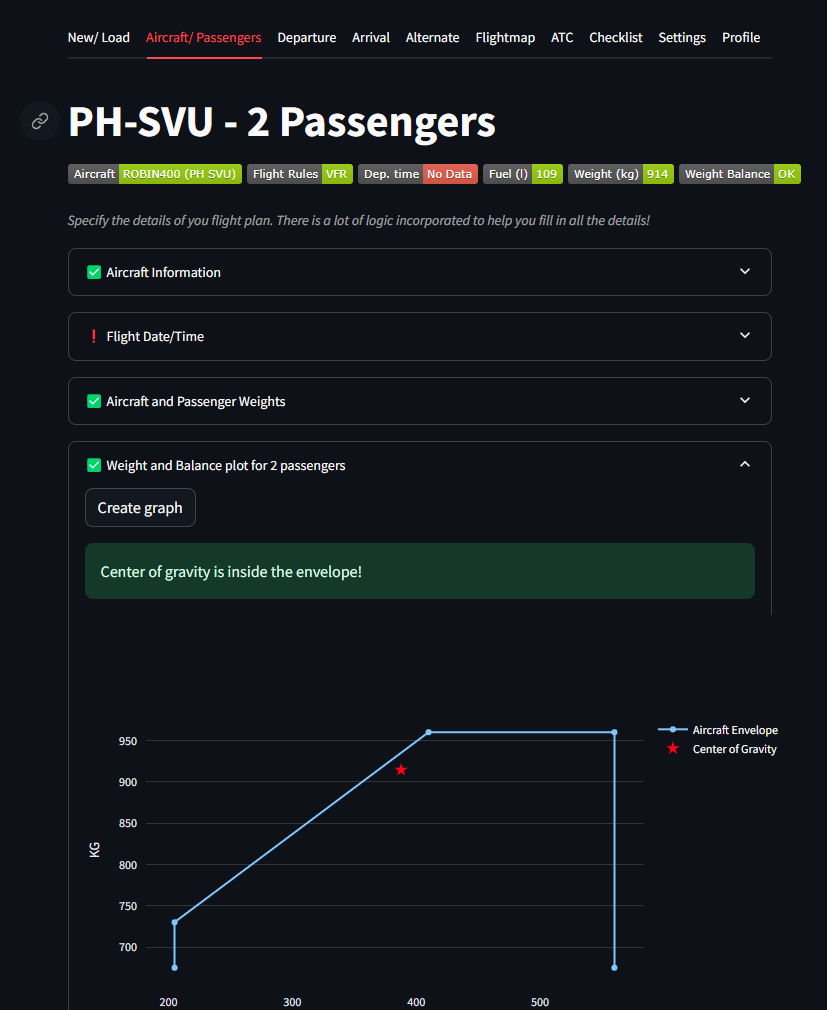 New/ Load Aircraft/ Passengers Departure Arrival Alternate Flightmap ATC Checklist Settings Profile
PH-SVU - 2 Passengers
Aircraft ROBIN400 (PH SVU) Flight Rules VFR Dep. time No Data Fuel (l) 109 Weight (kg) 914 Weight Balance OK
Specify the details of you flight plan. There is a lot of logic incorporated to help you fill in all the details!
Aircraft Information
Flight Date/Time
Aircraft and Passenger Weights
Weight and Balance plot for 2 passengers
Create graph
Center of gravity is inside the envelope!
Aircraft Envelope
Center of Gravity
950
900
850
800
750
700
KG
200 300 400 500